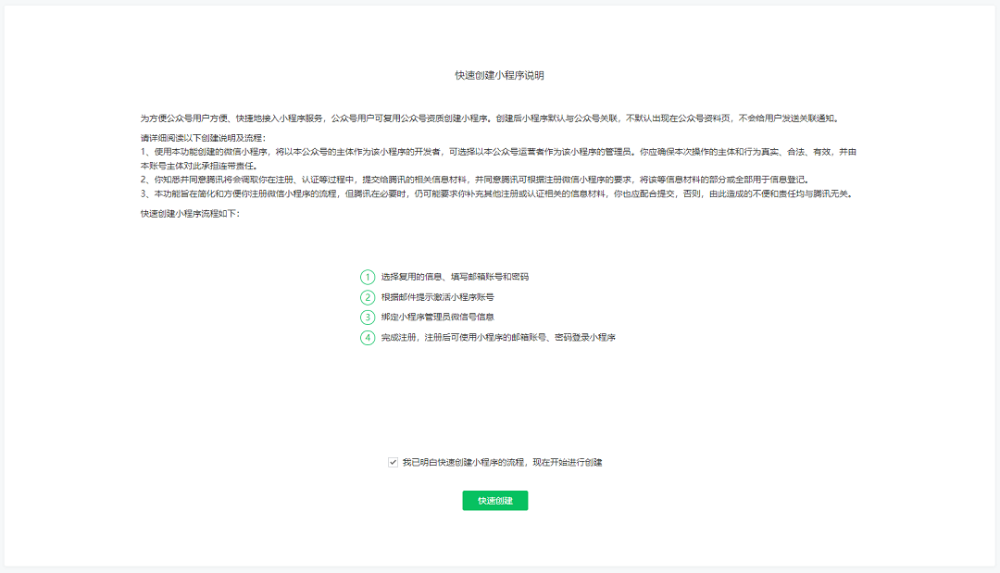 快速创建小程序说明
为方便公众号用户方便、快捷地接入小程序服务，公众号用户可复用公众号资质创建小程序。创建后小程序默认与公众号关联，不默认出现在公众号资料页，不会给用户发送关联通知。
请详细阅读以下创建说明及流程：
1、使用本功能创建的微信小程序，将以本公众号的主体作为该小程序的开发者，可选择以本公众号运营者作为该小程序的管理员。你应确保本次操作的主体和行为真实、合法、有效，并由
本账号主体对此承担连带责任。
2、你知悉并同意腾讯将会调取你在注册、认证等过程中，提交给腾讯的相关信息材料，并同意腾讯可根据注册微信小程序的要求，将该等信息材料的部分或全部用于信息登记。
3、本功能旨在简化和方便你注册微信小程序的流程，但腾讯在必要时，仍可能要求你补充其他注册或认证相关的信息材料，你也应配合提交，否则，由此造成的不便和责任均与腾讯无关。
快速创建小程序流程如下：
1 选择复用的信息、填写邮箱账号和密码
2 根据邮件提示激活小程序账号
3 绑定小程序管理员微信号信息
4 完成注册，注册后可使用小程序的邮箱账号、密码登录小程序
我已明白快速创建小程序的流程，现在开始进行创建
快速创建